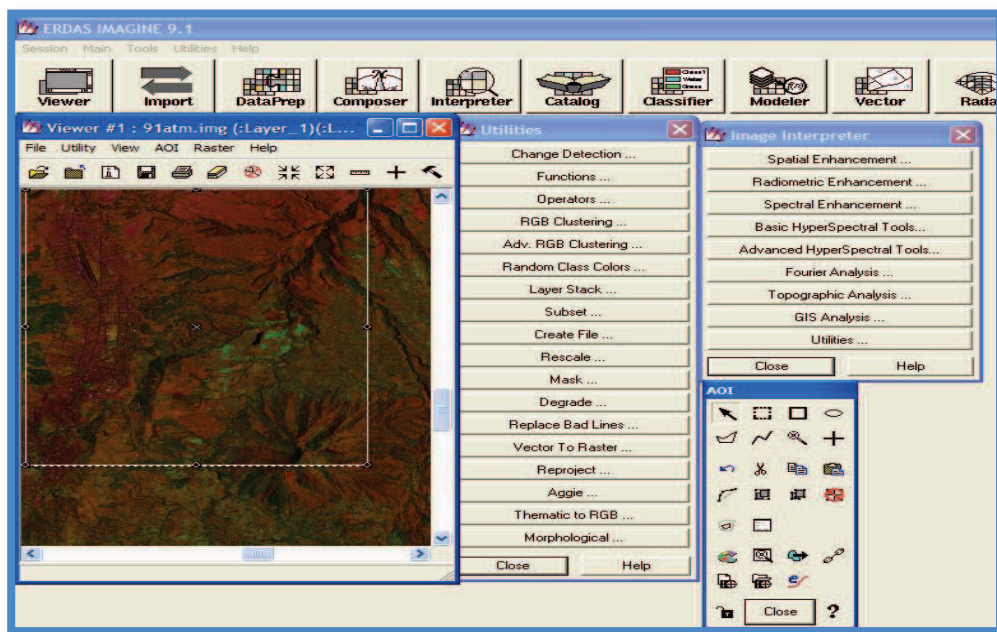 ERDAS IMAGINE 9.1
Session Main Tools Utilities Help
Viewer Import DataPrep Composer Interpreter Catalog Classifier Modeler Vector Rada
Class1
Water
Viewer #1 : 91atm.img (:Layer_1)(:L...
File Utility View AOI Raster Help
Utilities
Change Detection ...
Functions ...
Operators ...
RGB Clustering ...
Adv. RGB Clustering ...
Random Class Colors ...
Layer Stack ...
Subset ...
Create File ...
Rescale ...
Mask ...
Degrade ...
Replace Bad Lines ...
Vector To Raster ...
Reproject ...
Aggie ...
Thematic to RGB ...
Morphological ...
Close Help
Image Interpreter
Spatial Enhancement ...
Radiometric Enhancement ...
Spectral Enhancement ...
Basic HyperSpectral Tools...
Advanced HyperSpectral Tools...
Fourier Analysis ...
Topographic Analysis ...
GIS Analysis ...
Utilities ...
Close Help
AOI
Close ?